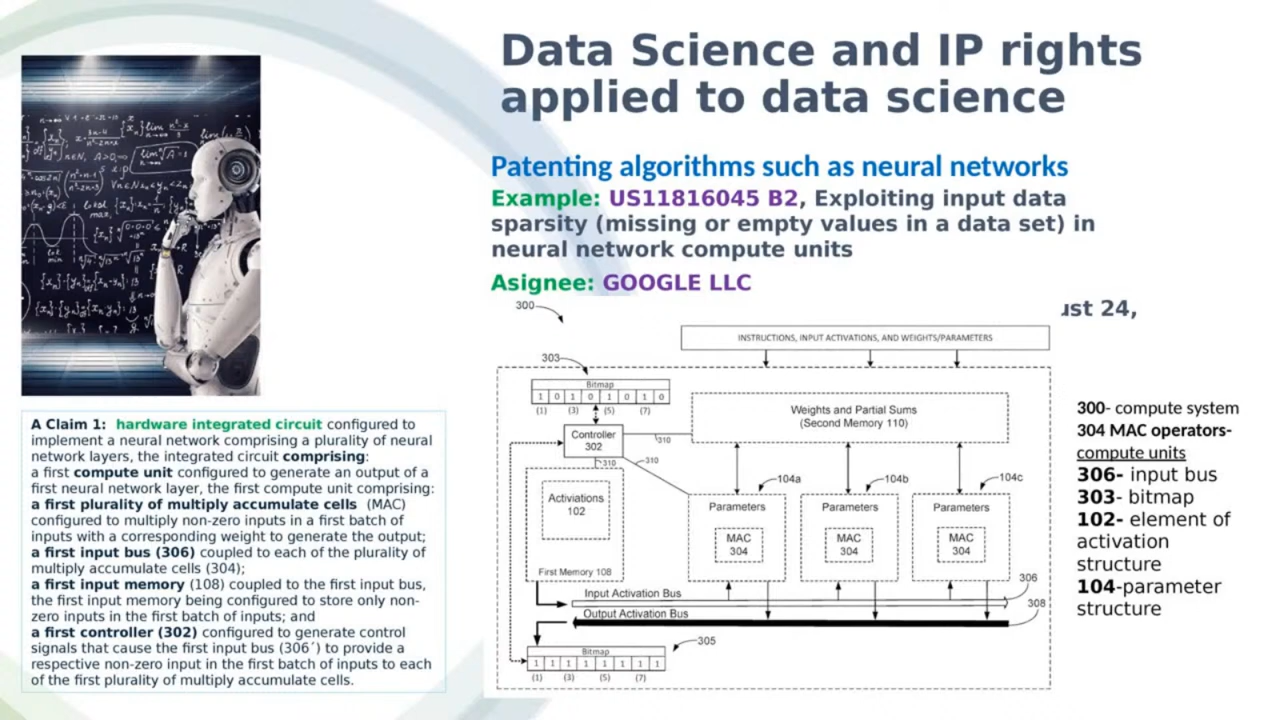 Data Science and IP rights
applied to data science
Patenting algorithms such as neural networks
Example: US11816045 B2, Exploiting input data
sparsity (missing or empty values in a data set) in
neural network compute units
Asignee: GOOGLE LLC
ust 24,
A Claim 1: hardware integrated circuit configured to
implement a neural network comprising a plurality of neural
network layers, the integrated circuit comprising:
a first compute unit configured to generate an output of a
first neural network layer, the first compute unit comprising:
a first plurality of multiply accumulate cells (MAC)
configured to multiply non-zero inputs in a first batch of
inputs with a corresponding weight to generate the output;
a first input bus (306) coupled to each of the plurality of
multiply accumulate cells (304);
a first input memory (108) coupled to the first input bus,
the first input memory being configured to store only non-
zero inputs in the first batch of inputs; and
a first controller (302) configured to generate control
signals that cause the first input bus (306´) to provide a
respective non-zero input in the first batch of inputs to each
of the first plurality of multiply accumulate cells.
300
INSTRUCTIONS, INPUT ACTIVATIONS, AND WEIGHTS/PARAMETERS
303
Bitmap
1 0 1 0 1 0 1 0
(1) (3) (5) (7)
Controller
302
310
310
310
Weights and Partial Sums
(Second Memory 110)
Activiations
102
First Memory 108
104a
Parameters
MAC
304
104b
Parameters
MAC
304
104c
Parameters
MAC
304
Input Activation Bus
306
Output Activation Bus
308
305
Bitmap
1 1 1 1 1 1 1 1
(1) (3) (5) (7)
300- compute system
304 MAC operators-
compute units
306- input bus
303- bitmap
102- element of
activation
structure
104-parameter
structure